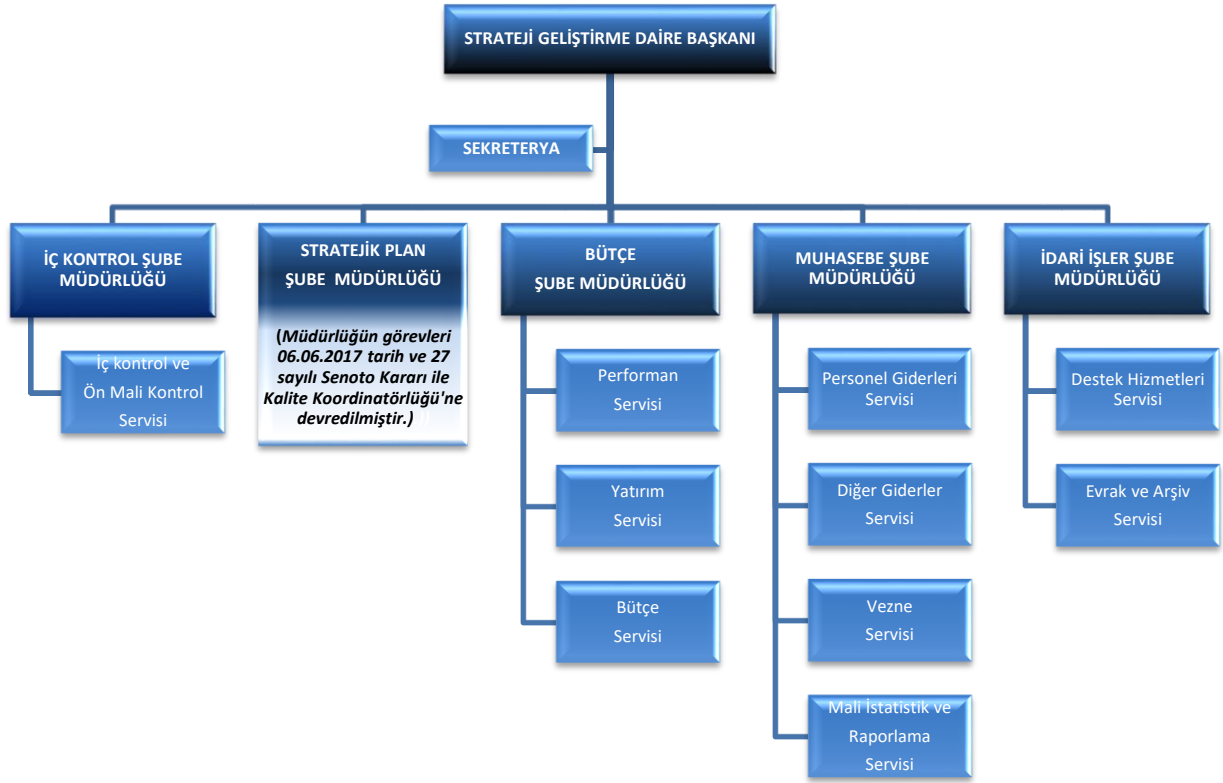 STRATEJİ GELİŞTİRME DAİRE BAŞKANI
SEKRETERYA
İÇ KONTROL ŞUBE
MÜDÜRLÜĞÜ
İç kontrol ve
Ön Mali Kontrol
Servisi
STRATEJİK PLAN
ŞUBE  MÜDÜRLÜĞÜ
(Müdürlüğün görevleri
06.06.2017 tarih ve 27
sayılı Senoto Kararı ile
Kalite Koordinatörlüğü'ne
devredilmiştir.)
BÜTÇE
ŞUBE MÜDÜRLÜĞÜ
Performan
Servisi
Yatırım
Servisi
Bütçe
Servisi
MUHASEBE ŞUBE
MÜDÜRLÜĞÜ
Personel Giderleri
Servisi
Diğer Giderler
Servisi
Vezne
Servisi
Mali İstatistik ve
Raporlama
Servisi
İDARİ İŞLER ŞUBE
MÜDÜRLÜĞÜ
Destek Hizmetleri
Servisi
Evrak ve Arşiv
Servisi